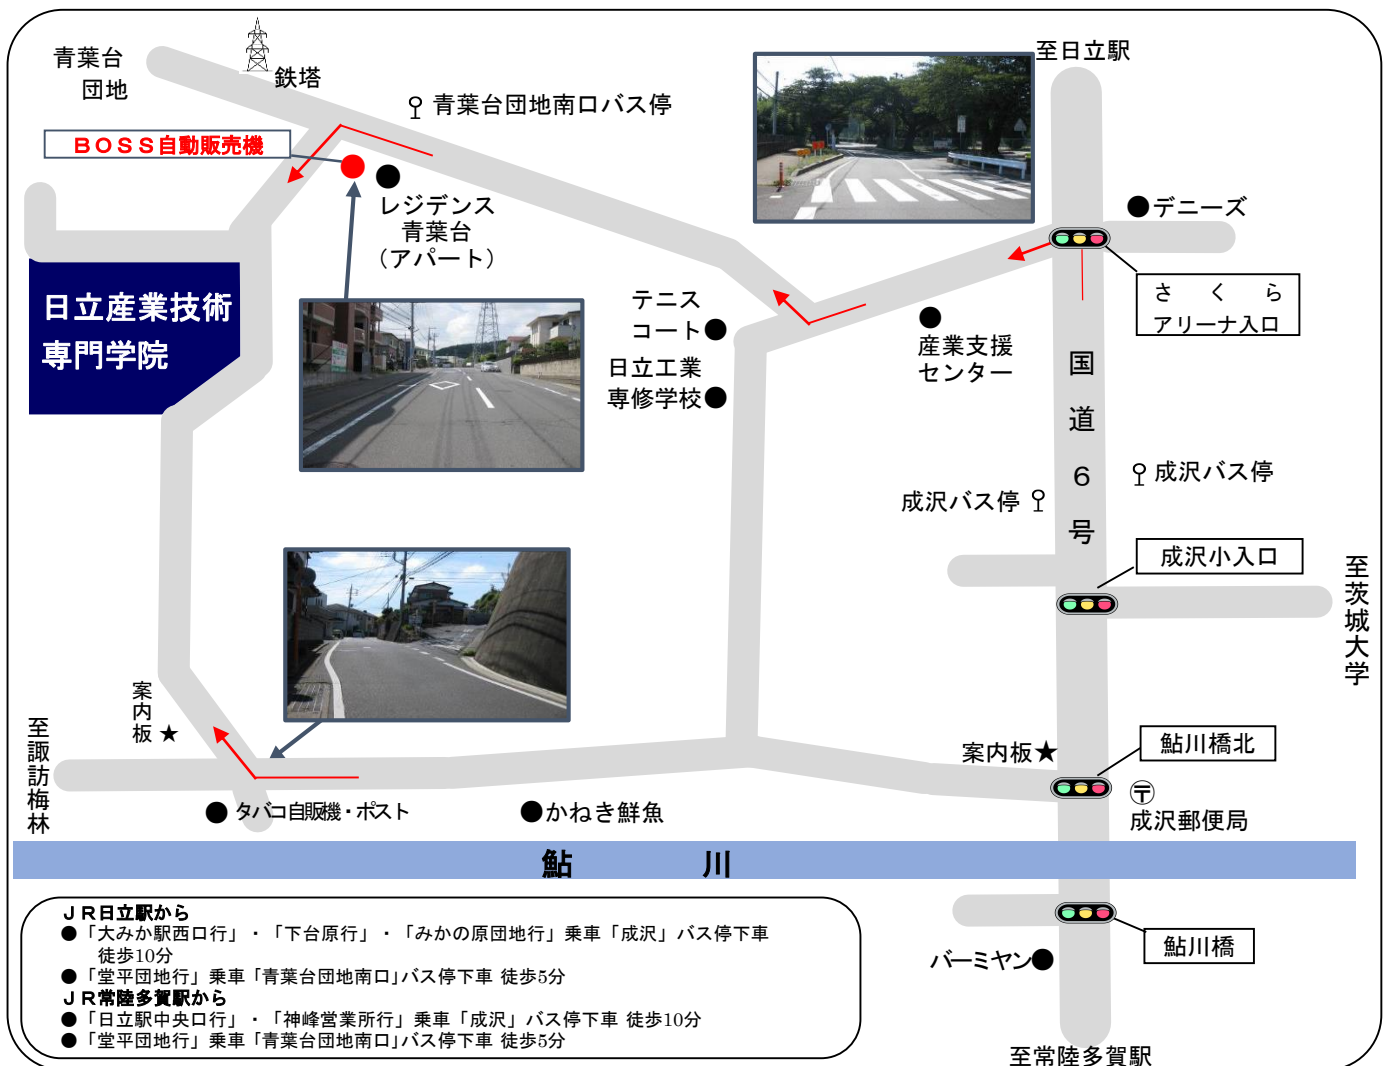 青葉台
団地
鉄塔
青葉台団地南口バス停
至日立駅
ＢＯＳＳ自動販売機
レジデンス
青葉台
（アパート）
デニーズ
さくら
アリーナ入口
日立産業技術
専門学院
テニス
コート
日立工業
専修学校
産業支援
センター
国道６号
成沢バス停
成沢バス停
成沢小入口
至茨城大学
案内板★
至諏訪梅林
案内板★
鮎川橋北
〒
成沢郵便局
●タバコ自販機・ポスト
●かねき鮮魚
鮎川
ＪＲ日立駅から
●「大みか駅西口行」・「下台原行」・「みかの原団地行」乗車「成沢」バス停下車
徒歩10分
●「堂平団地行」乗車「青葉台団地南口」バス停下車 徒歩5分
ＪＲ常陸多賀駅から
●「日立駅中央口行」・「神峰営業所行」乗車「成沢」バス停下車 徒歩10分
●「堂平団地行」乗車「青葉台団地南口」バス停下車 徒歩5分
バーミヤン●
鮎川橋
至常陸多賀駅